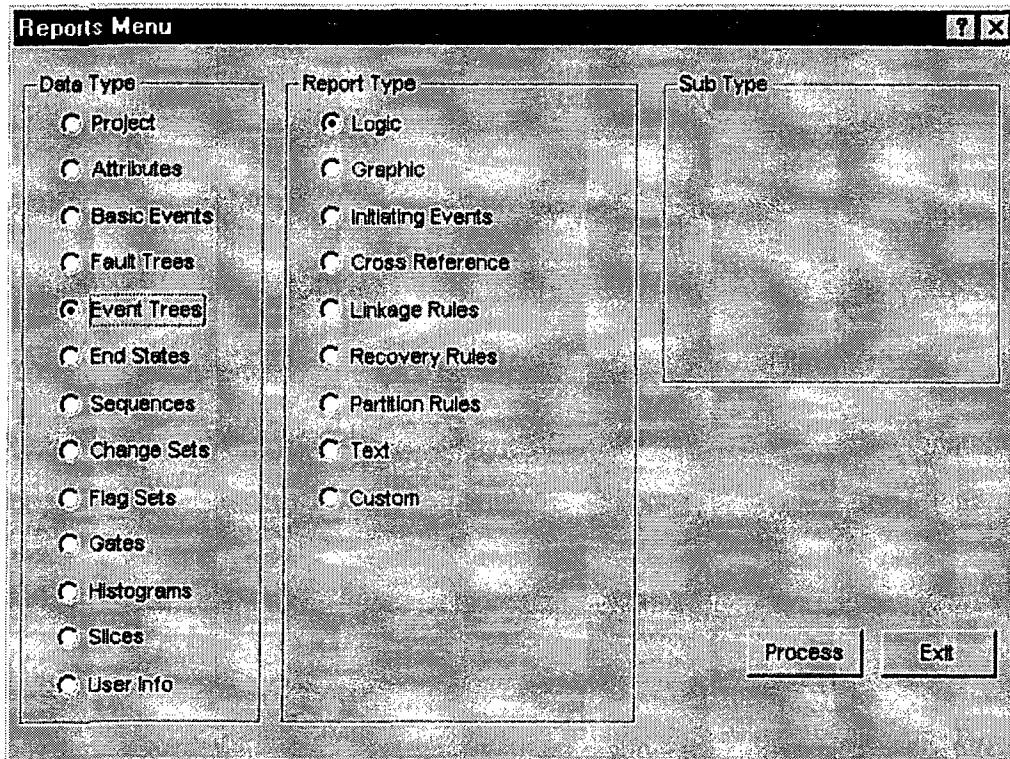 Reports Menu
Data Type
Project
Attributes
Basic Events
Fault Trees
Event Trees
End States
Sequences
Change Sets
Flag Sets
Gates
Histograms
Slices
User Info
Report Type
Logic
Graphic
Initiating Events
Cross Reference
Linkage Rules
Recovery Rules
Partition Rules
Text
Custom
Sub Type
Process
Exit